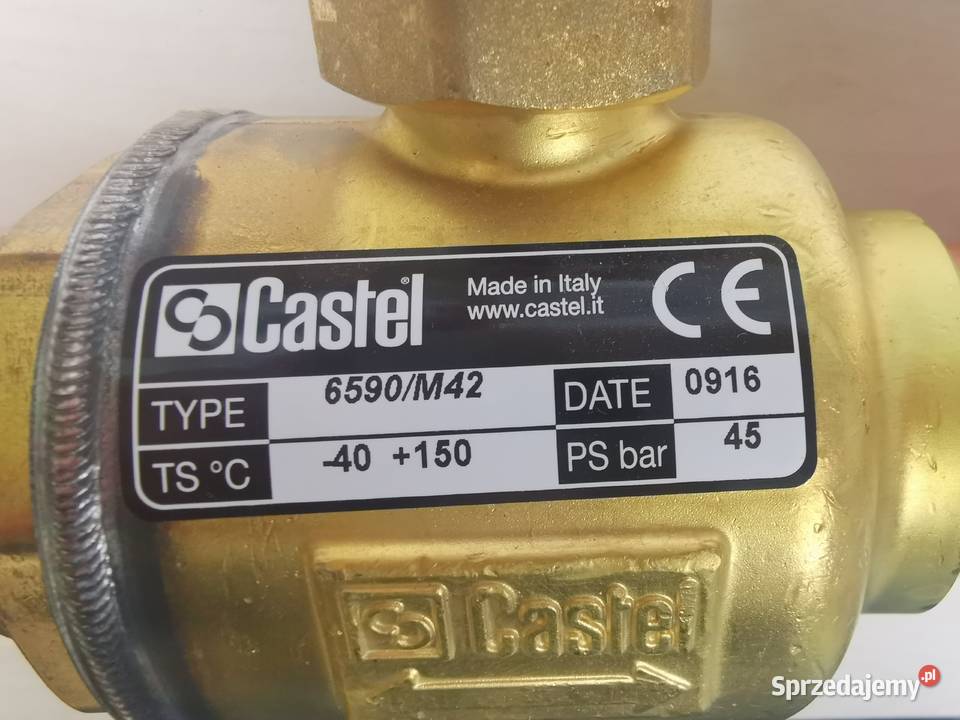 Castel®
Made in Italy
www.castel.it
CE
TYPE 6590/M42 DATE 0916
TS °C -40 +150 PS bar 45
Castel
Sprzedajemy.pl